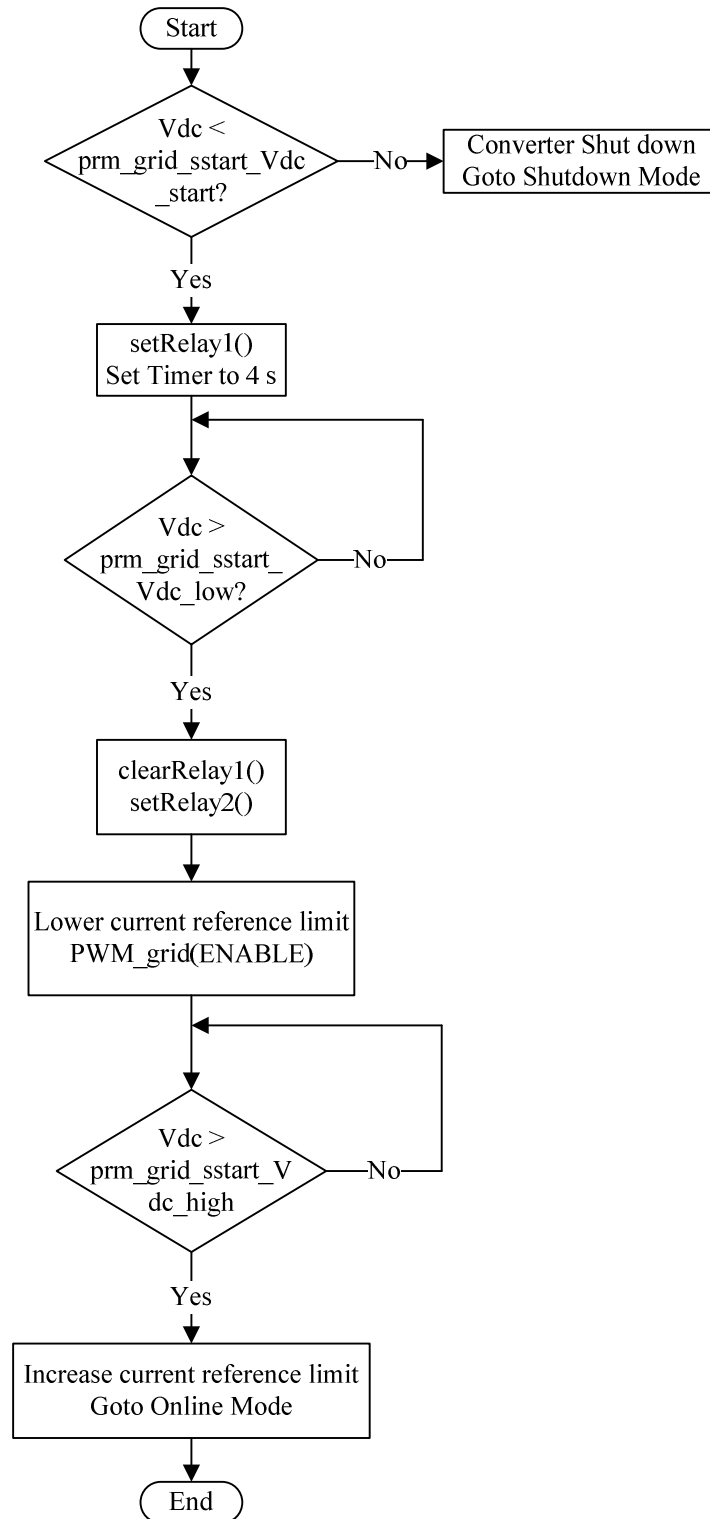 Start
Vdc <
prm_grid_sstart_Vdc
_start?
No
Converter Shut down
Goto Shutdown Mode
Yes
setRelay1()
Set Timer to 4 s
Vdc >
prm_grid_sstart_
Vdc_low?
No
Yes
clearRelay1()
setRelay2()
Lower current reference limit
PWM_grid(ENABLE)
Vdc >
prm_grid_sstart_V
dc_high
No
Yes
Increase current reference limit
Goto Online Mode
End